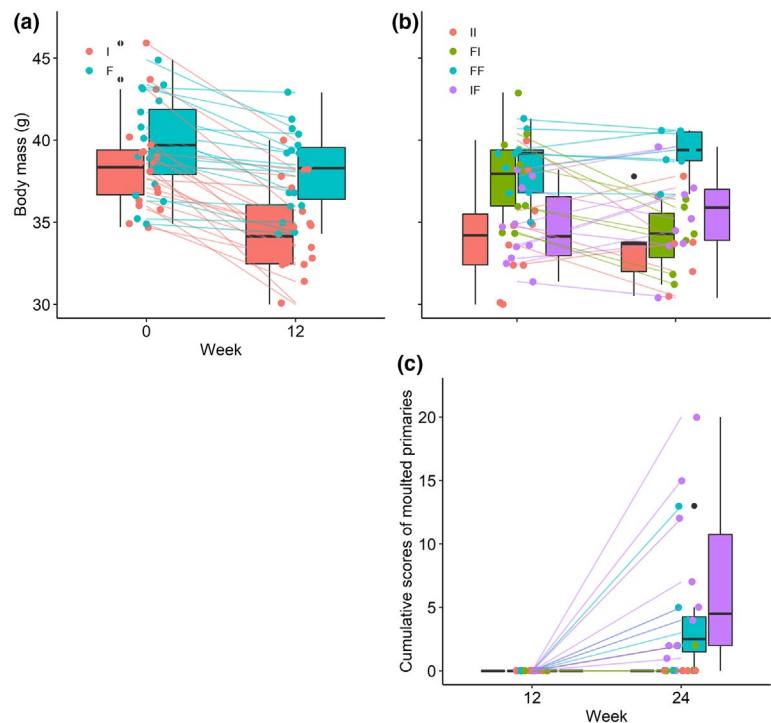 (a)
Body mass (g)
45
40
35
30
I
F
0
12
Week
(b)
II
FI
FF
IF
(c)
Cumulative scores of moulted primaries
20
15
10
5
0
12
24
Week